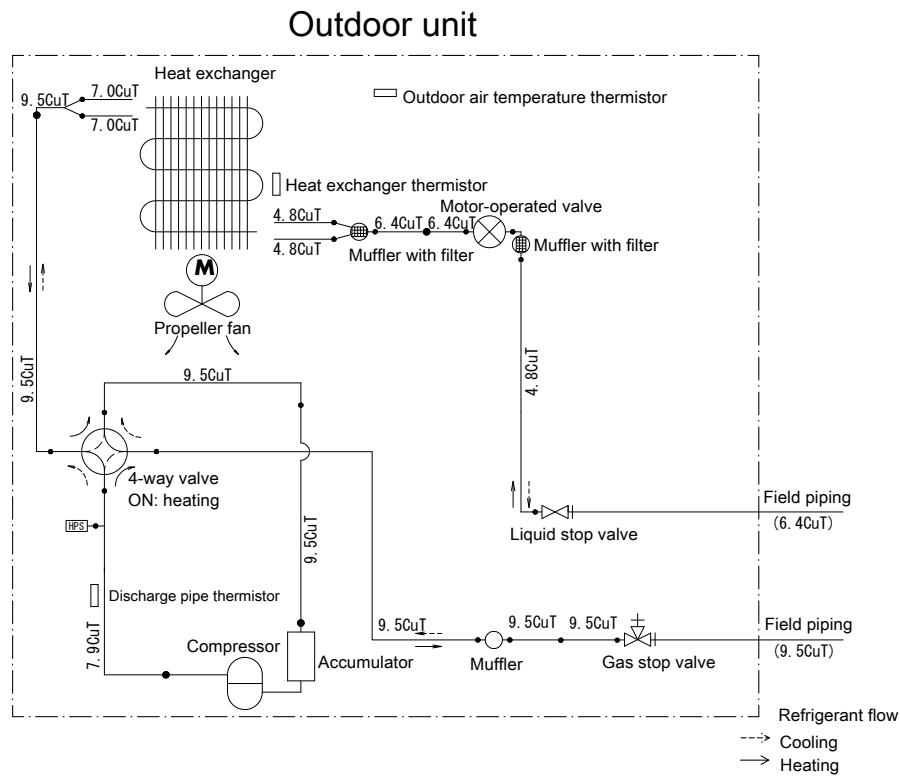 Outdoor unit
Heat exchanger
Outdoor air temperature thermistor
9.5CuT
7.0CuT
7.0CuT
Heat exchanger thermistor
Motor-operated valve
4.8CuT
4.8CuT
6.4CuT
6.4CuT
Muffler with filter
Muffler with filter
M
Propeller fan
9.5CuT
9.5CuT
4.8CuT
4-way valve
ON: heating
HPS
9.5CuT
Liquid stop valve
Field piping
(6.4CuT)
Discharge pipe thermistor
7.9CuT
Compressor
Accumulator
9.5CuT
Muffler
9.5CuT
9.5CuT
Gas stop valve
Field piping
(9.5CuT)
Refrigerant flow
Cooling
Heating